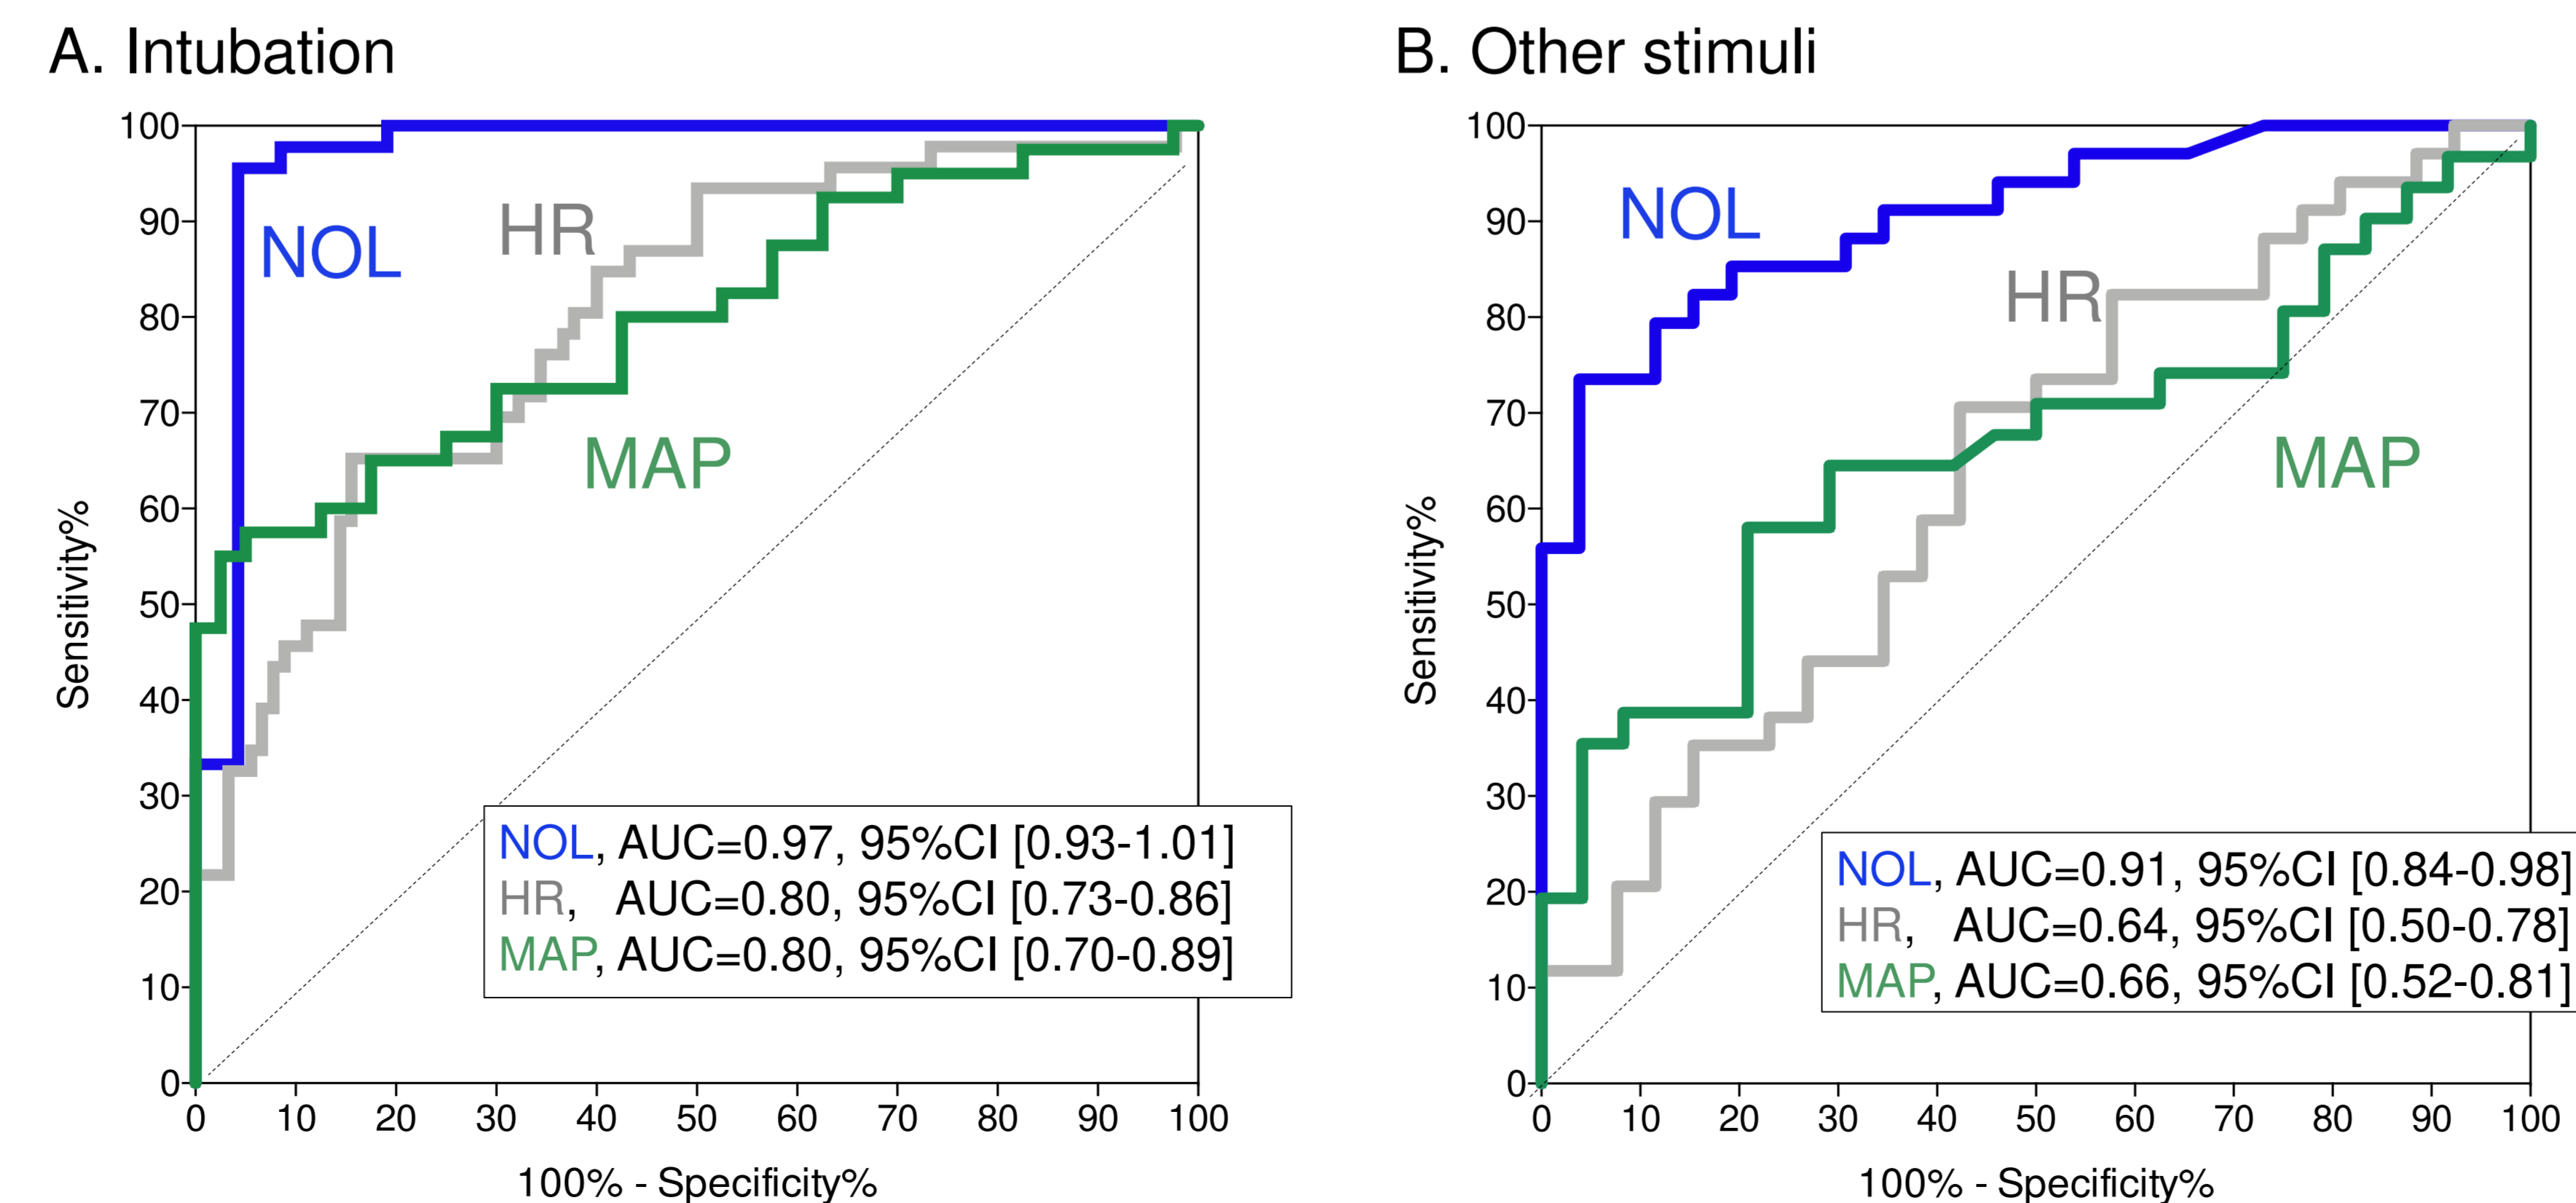 A. Intubation
100
90
80
70
60
50
40
30
20
10
0
Sensitivity%
NOL
HR
MAP
NOL, AUC=0.97, 95%CI [0.93-1.01]
HR, AUC=0.80, 95%CI [0.73-0.86]
MAP, AUC=0.80, 95%CI [0.70-0.89]
0 10 20 30 40 50 60 70 80 90 100
100% - Specificity%
B. Other stimuli
100
90
80
70
60
50
40
30
20
10
0
Sensitivity%
NOL
HR
MAP
NOL, AUC=0.91, 95%CI [0.84-0.98]
HR, AUC=0.64, 95%CI [0.50-0.78]
MAP, AUC=0.66, 95%CI [0.52-0.81]
0 10 20 30 40 50 60 70 80 90 100
100% - Specificity%